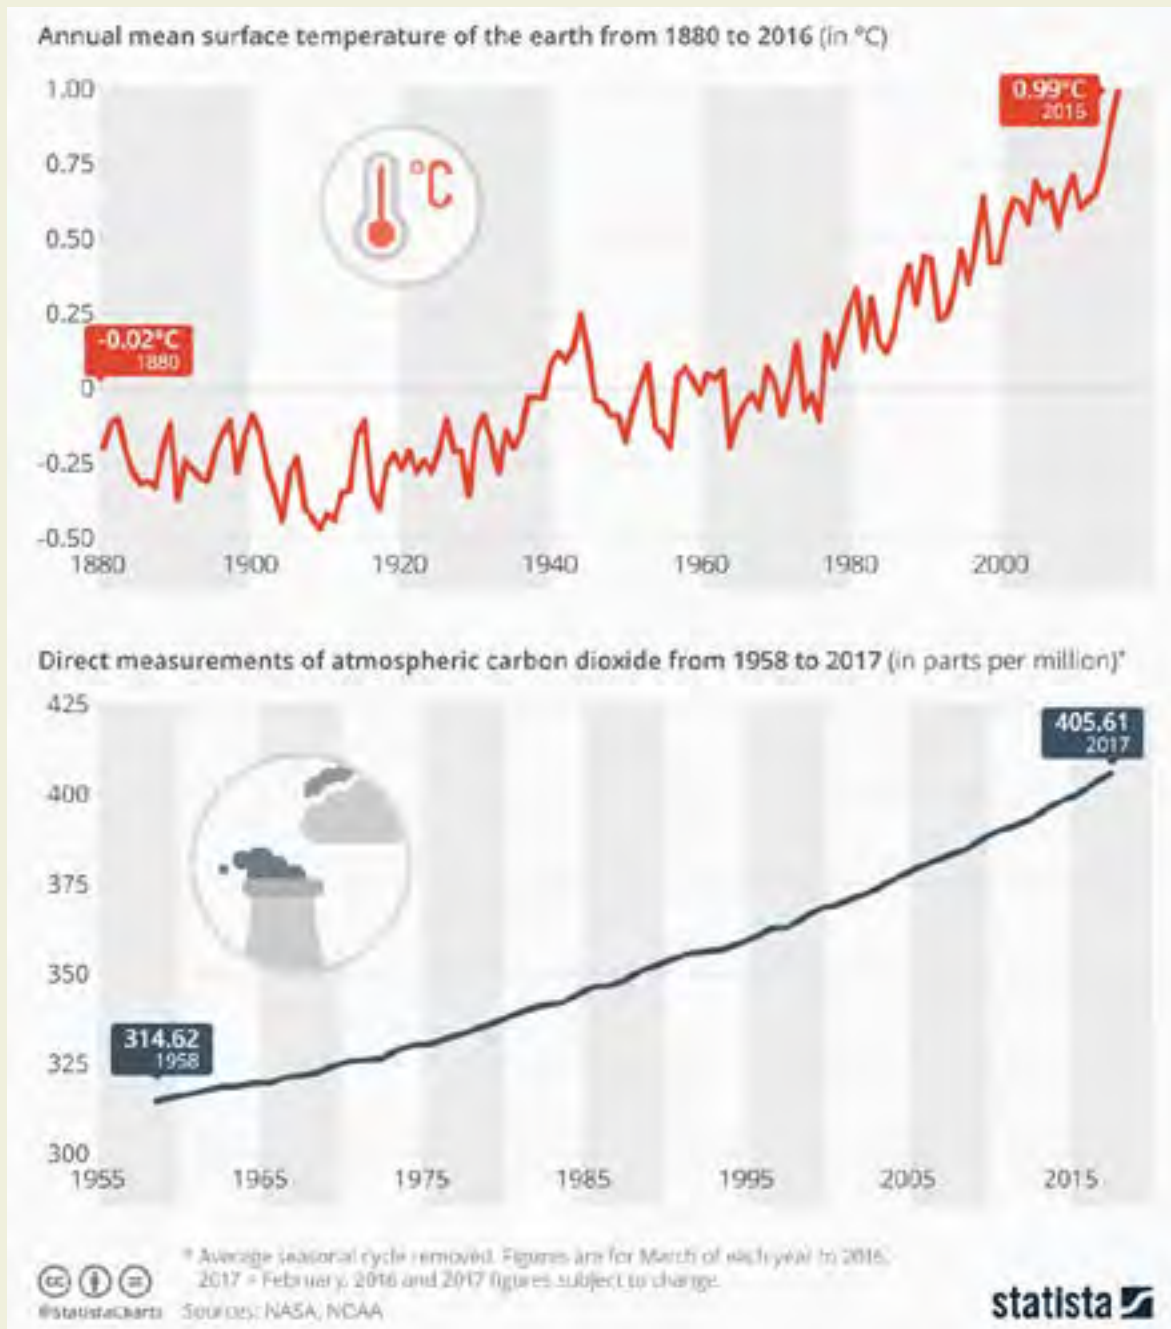 Annual mean surface temperature of the earth from 1880 to 2016 (in °C)
1.00
0.99°C
2016
0.75
°C
0.50
0.25
-0.02°C
1880
0
-0.25
-0.50
1880 1900 1920 1940 1960 1980 2000
Direct measurements of atmospheric carbon dioxide from 1958 to 2017 (in parts per million)*
425
405.61
2017
400
375
350
314.62
1958
325
300
1955 1965 1975 1985 1995 2005 2015
* Average seasonal cycle removed. Figures are for March of each year to 2016.
2017 = February. 2016 and 2017 figures subject to change.
cc
@StatistaCharts Sources: NASA, NOAA
statista